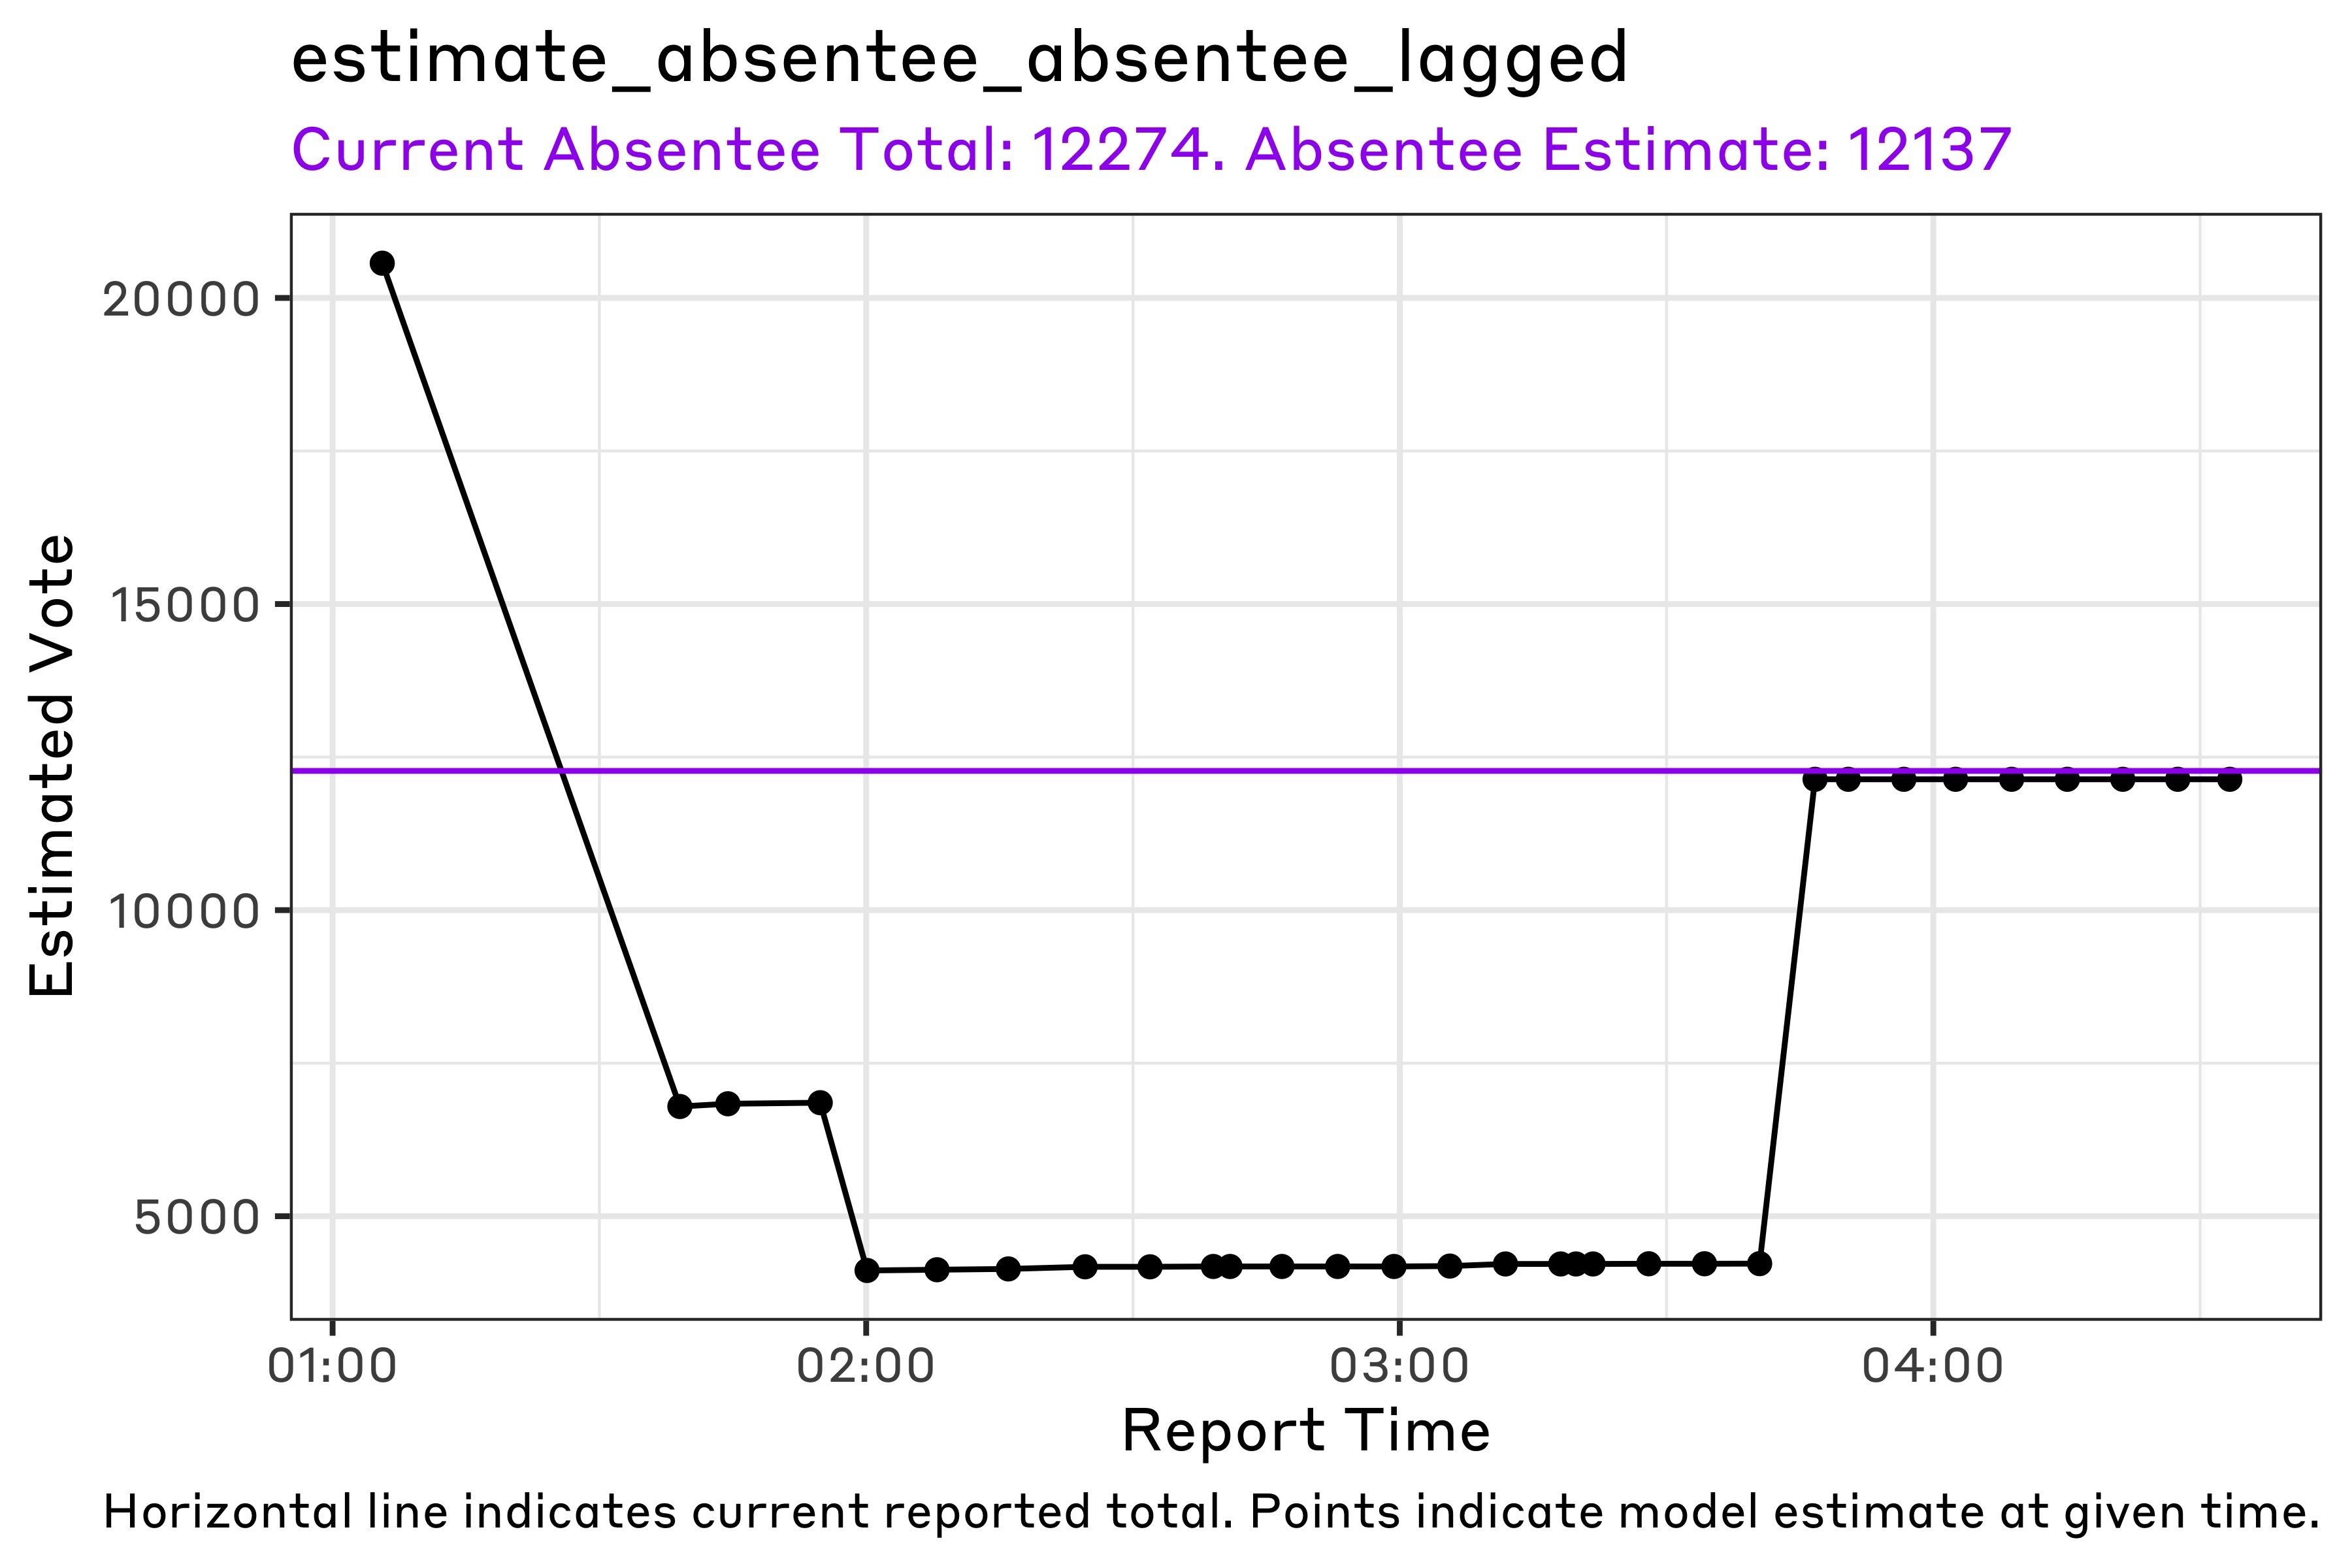 estimate_absentee_absentee_lagged
Current Absentee Total: 12274. Absentee Estimate: 12137
Estimated Vote
20000
15000
10000
5000
01:00 02:00 03:00 04:00
Report Time
Horizontal line indicates current reported total. Points indicate model estimate at given time.